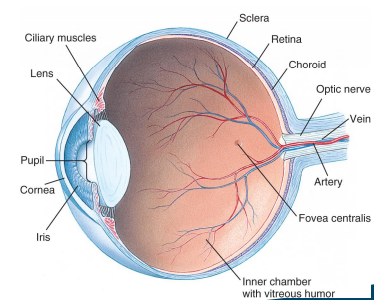 Sclera
Ciliary muscles
Retina
Choroid
Lens
Optic nerve
Vein
Pupil
Cornea
Artery
Fovea centralis
Iris
Inner chamber
with vitreous humor